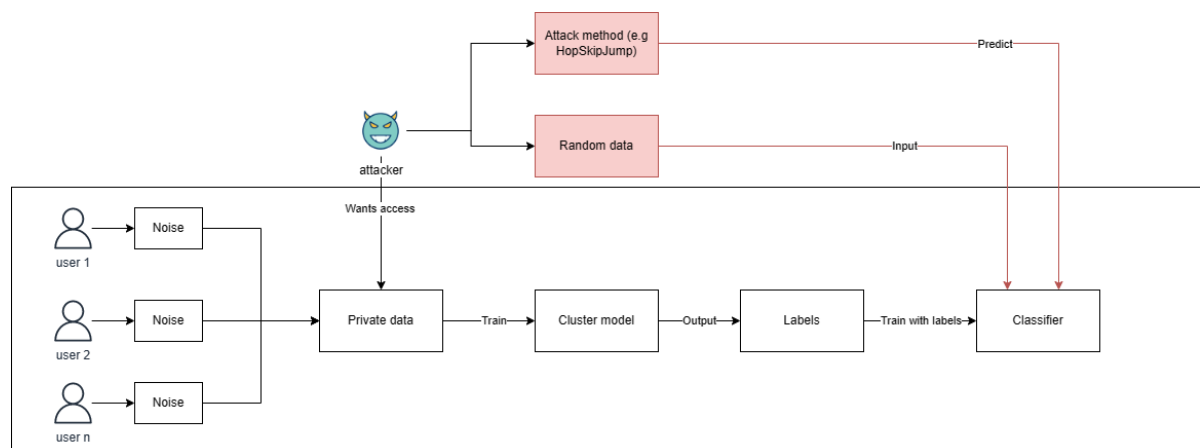 Attack method (e.g
HopSkipJump)
Predict
Random data
Input
attacker
Wants access
user 1
Noise
user 2
Noise
Private data
Train
Cluster model
Output
Labels
Train with labels
Classifier
user n
Noise